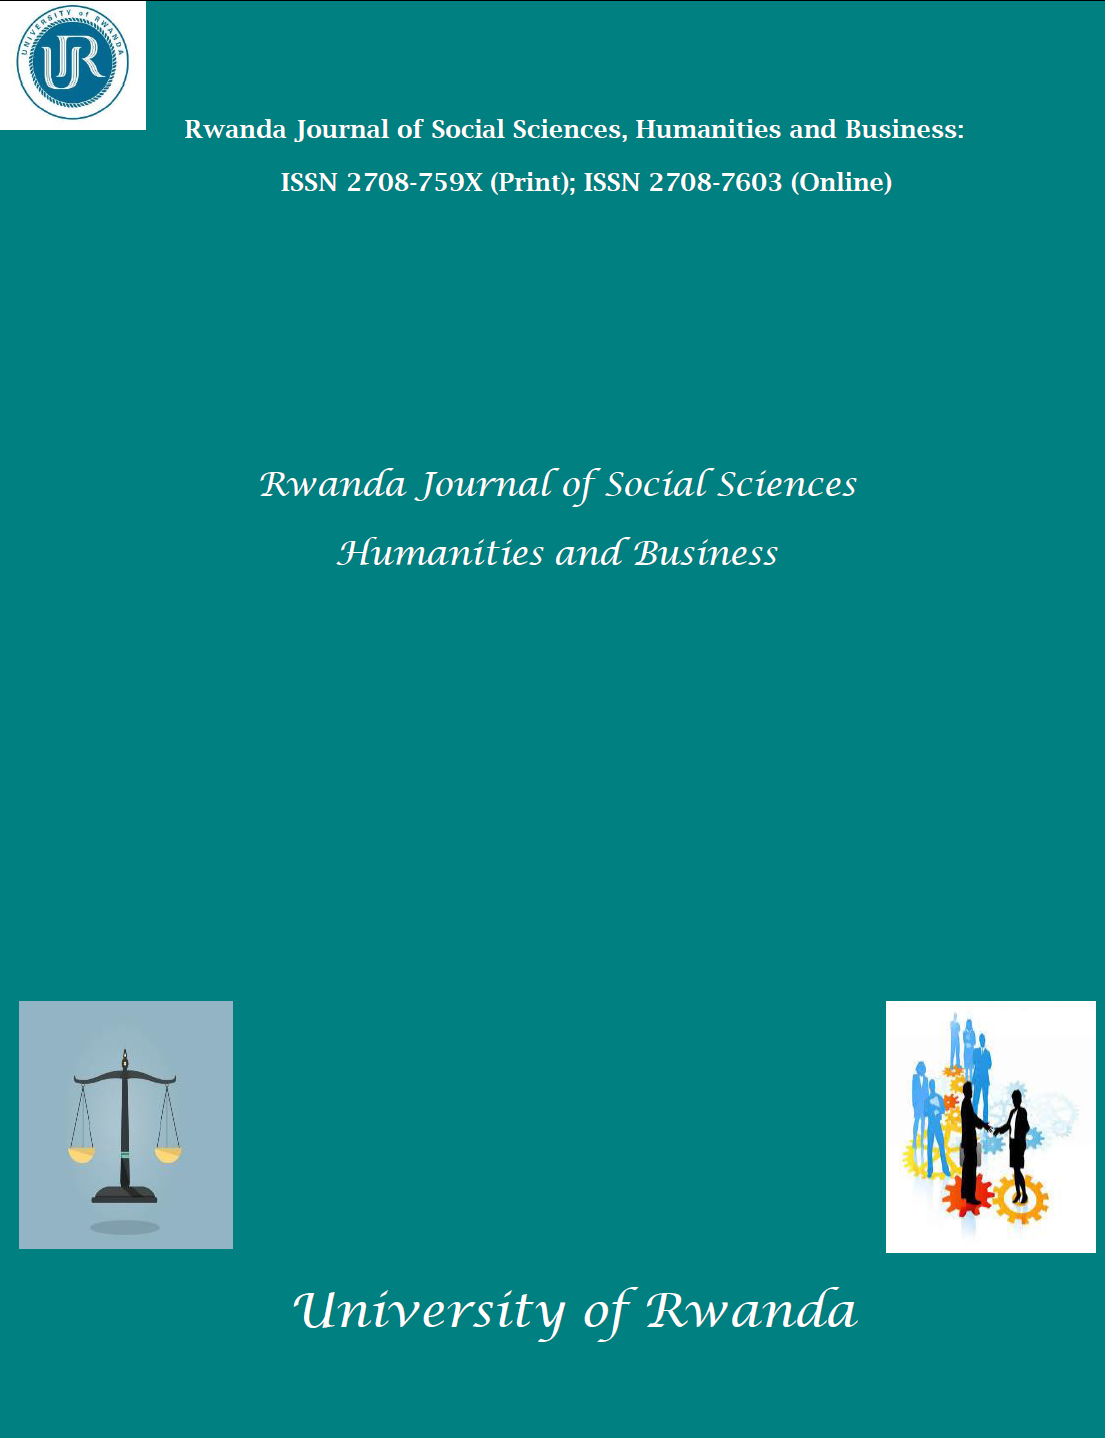 UNIVERSITY of RWANDA
UR
Rwanda Journal of Social Sciences, Humanities and Business:
ISSN 2708-759X (Print); ISSN 2708-7603 (Online)
Rwanda Journal of Social Sciences
Humanities and Business
University of Rwanda